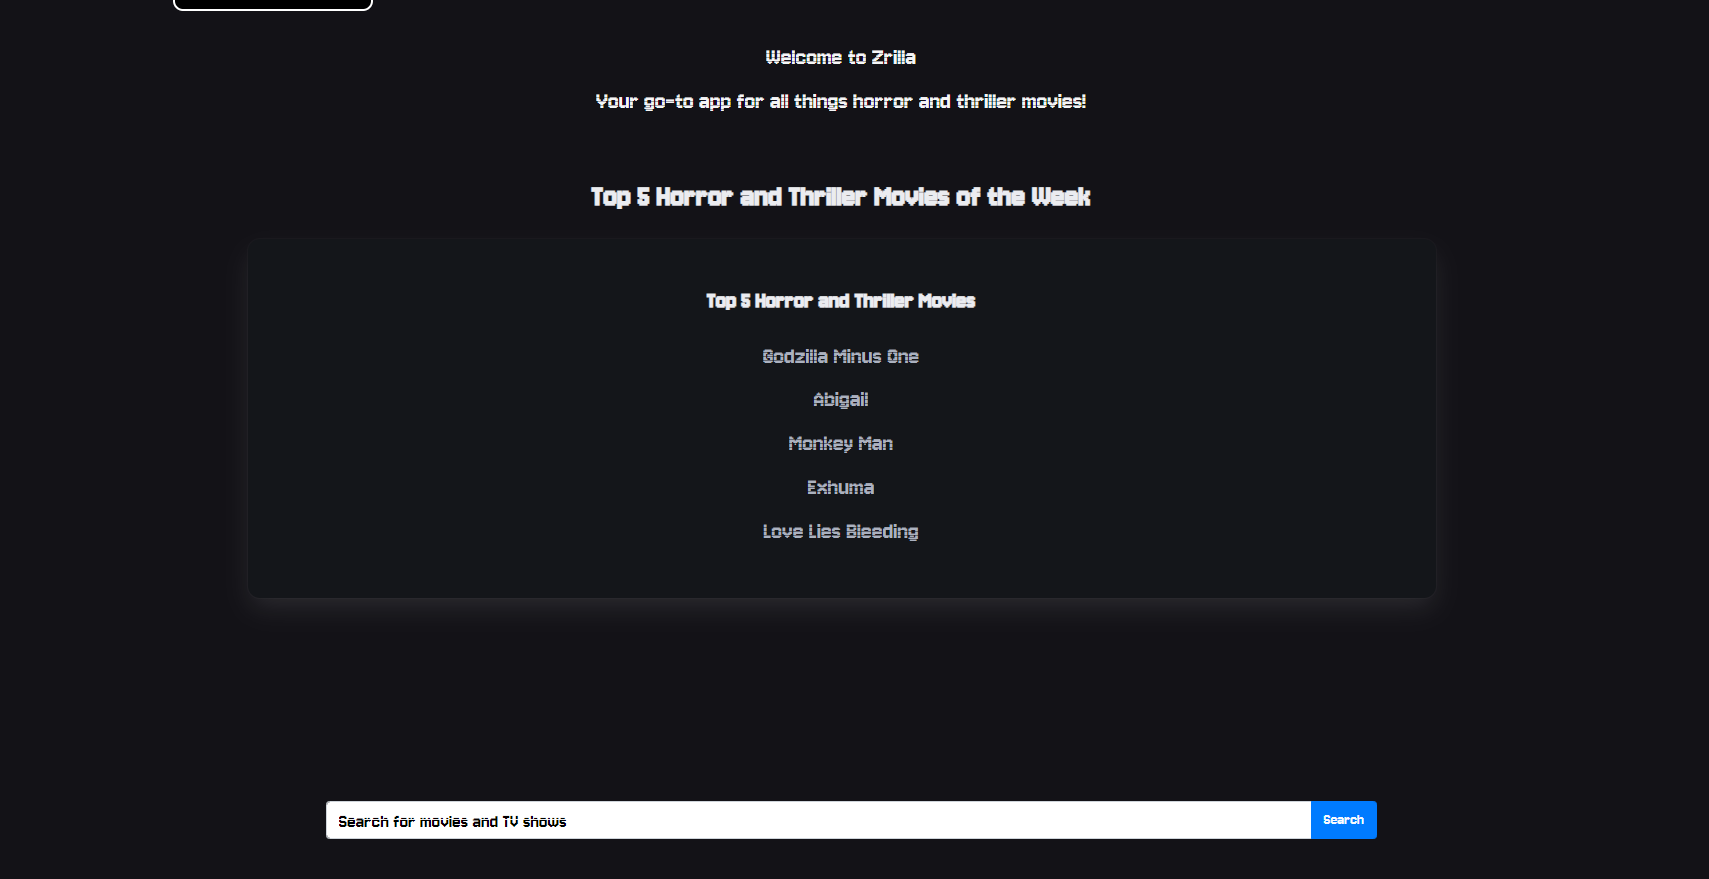 Welcome to Zrilla
Your go-to app for all things horror and thriller movies!
Top 5 Horror and Thriller Movies of the Week
Top 5 Horror and Thriller Movies
Godzilla Minus One
Abigail
Monkey Man
Exhuma
Love Lies Bleeding
Search for movies and TV shows
Search